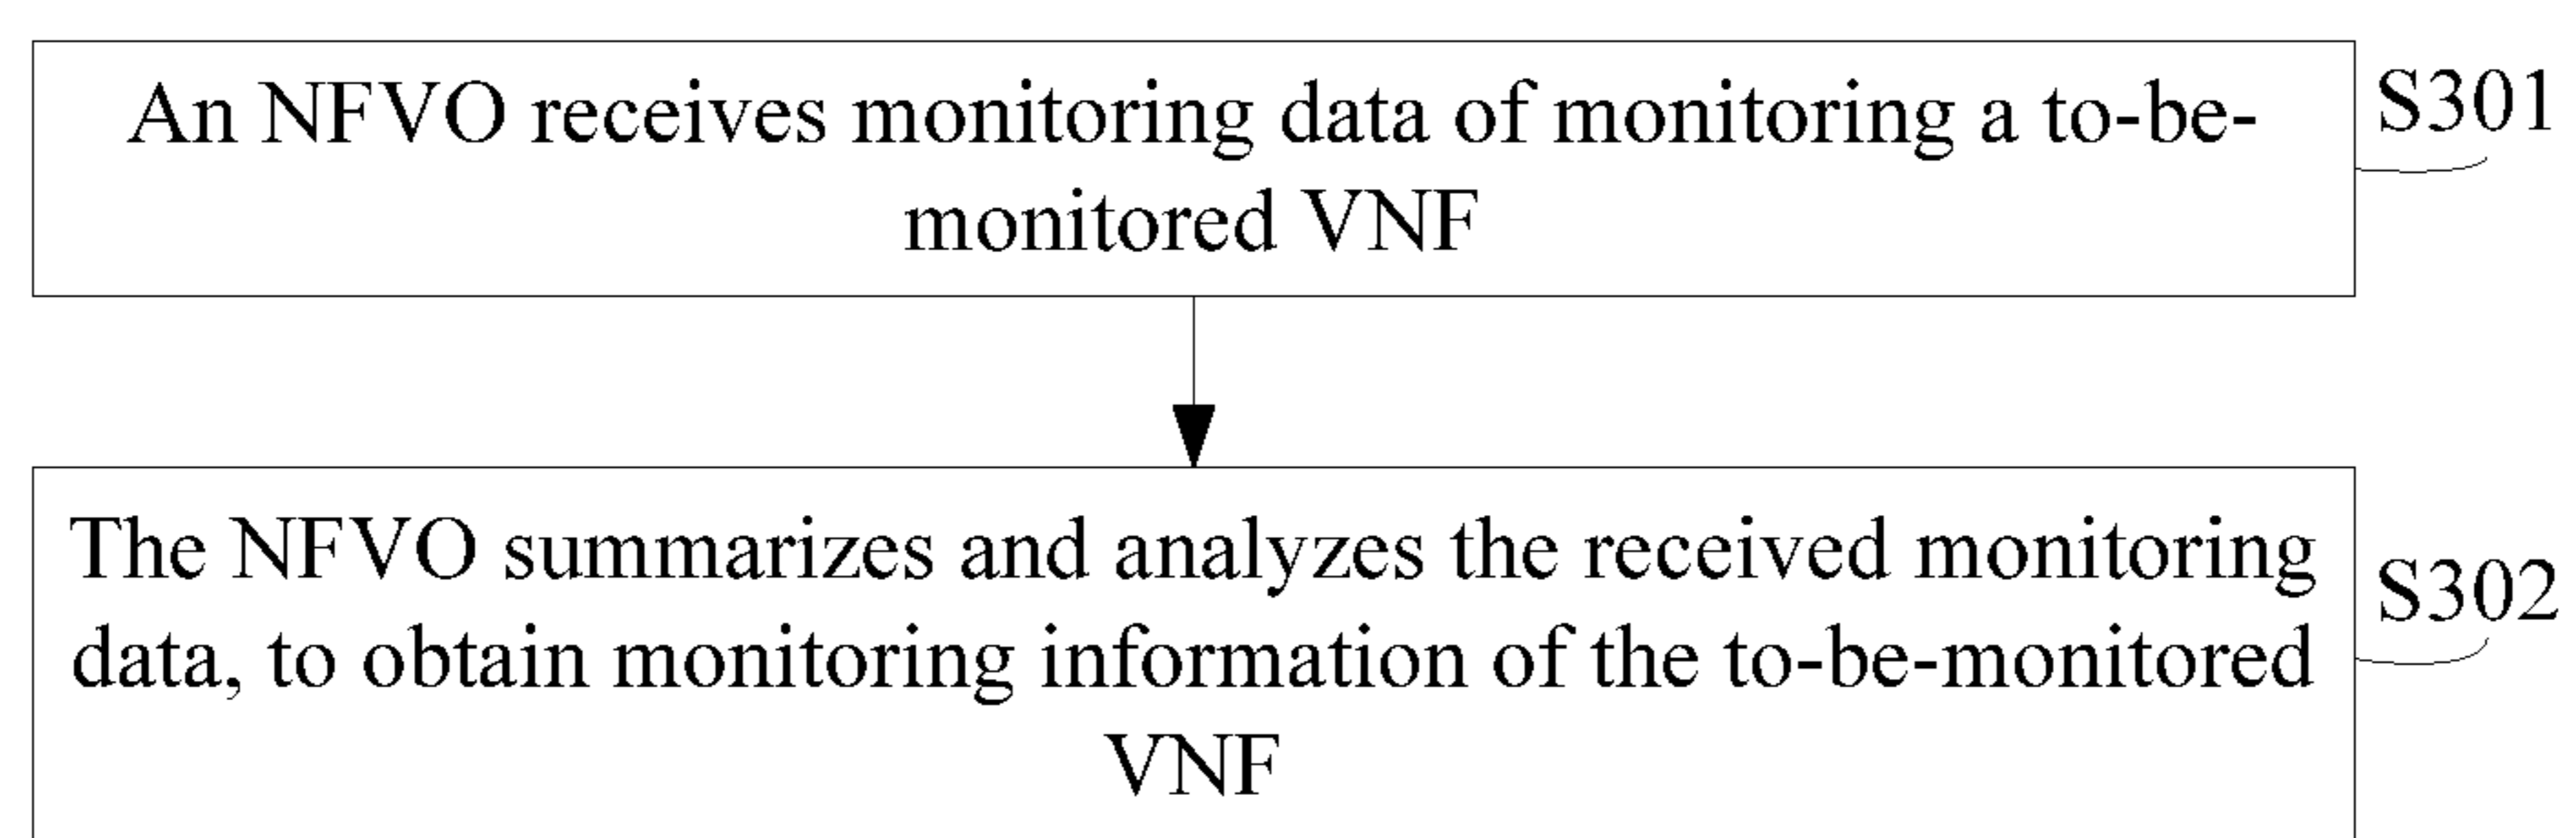 An NFVO receives monitoring data of monitoring a to-be-
monitored VNF
S301
The NFVO summarizes and analyzes the received monitoring
data, to obtain monitoring information of the to-be-monitored
VNF
S302